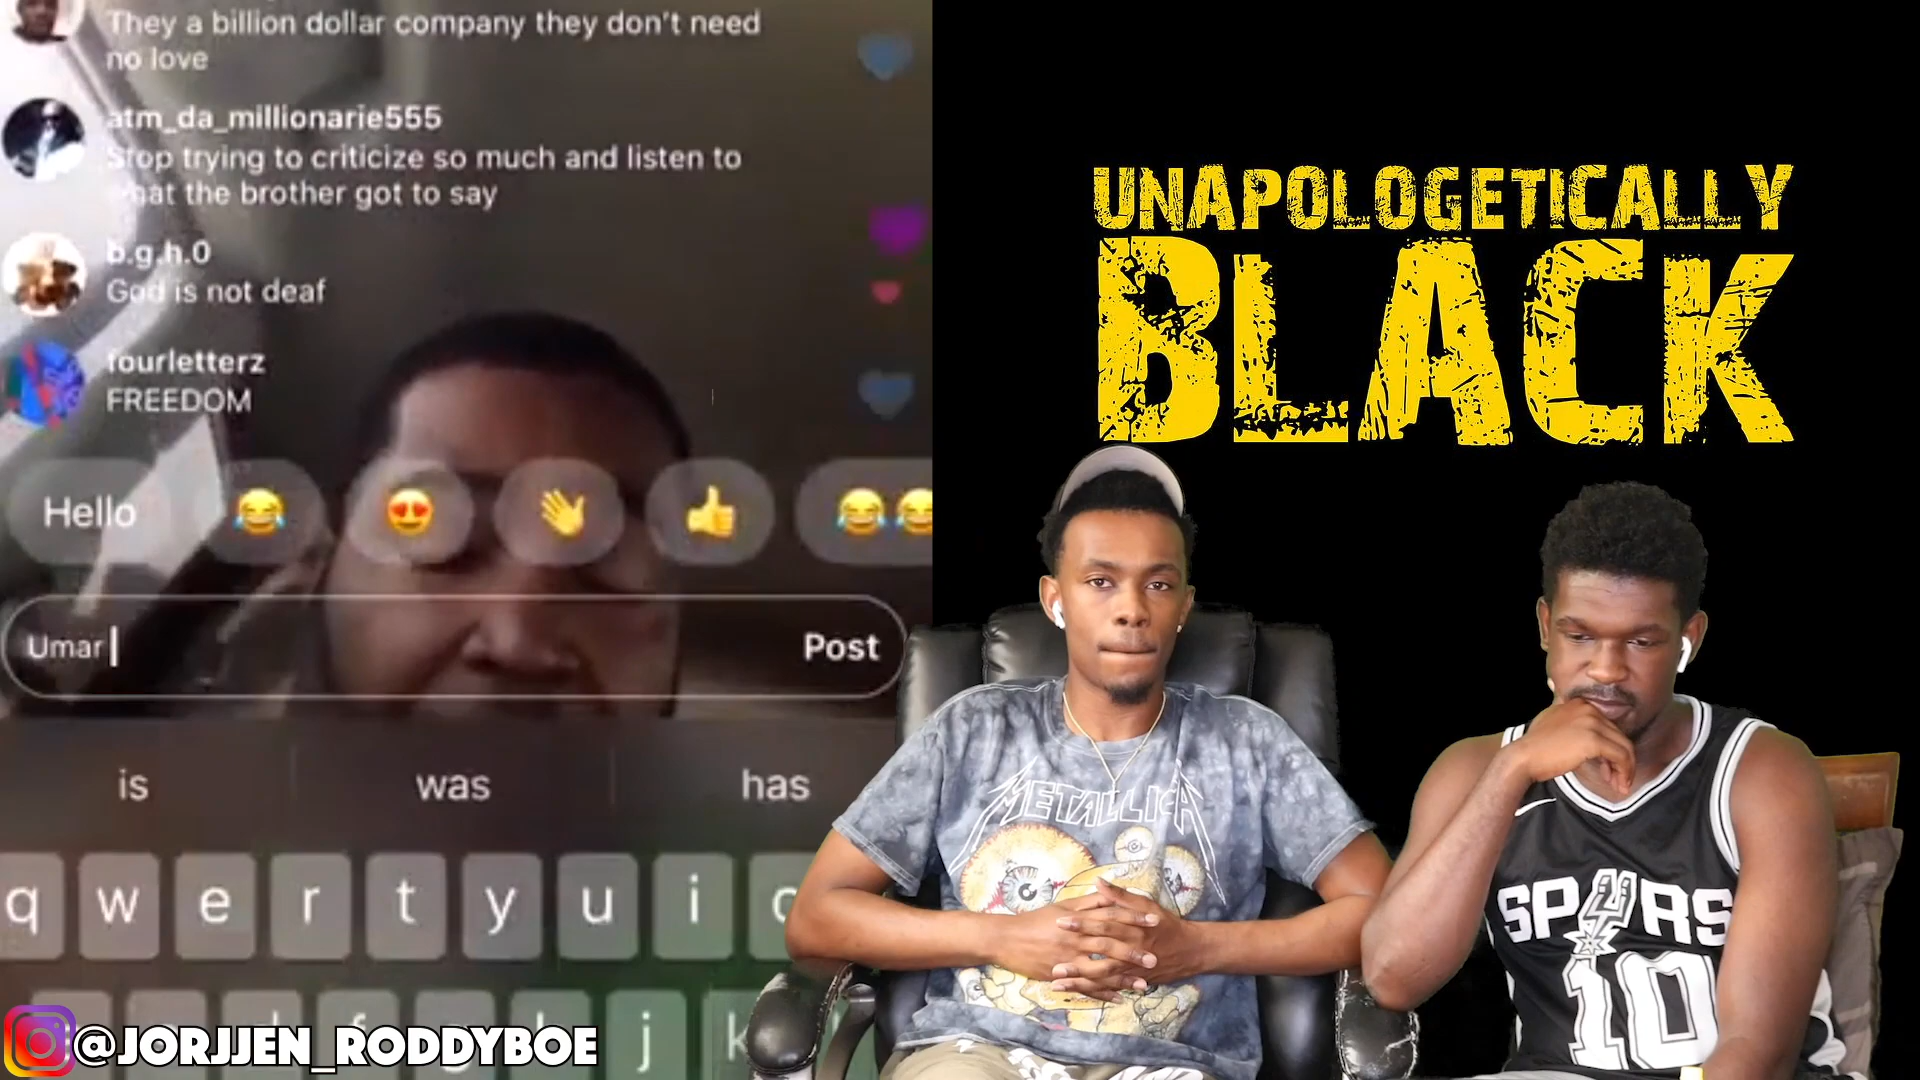 They a billion dollar company they don't need
no love
atm_da_millionarie555
Stop trying to criticize so much and listen to
what the brother got to say
b.g.h.0
God is not deaf
fourletterz
FREEDOM
Hello
Umar
Post
is was has
q w e r t y u i
f j k
@JORJJEN_RODDYBOE
UNAPOLOGETICALLY
BLACK
METALLICA
SPURS
10